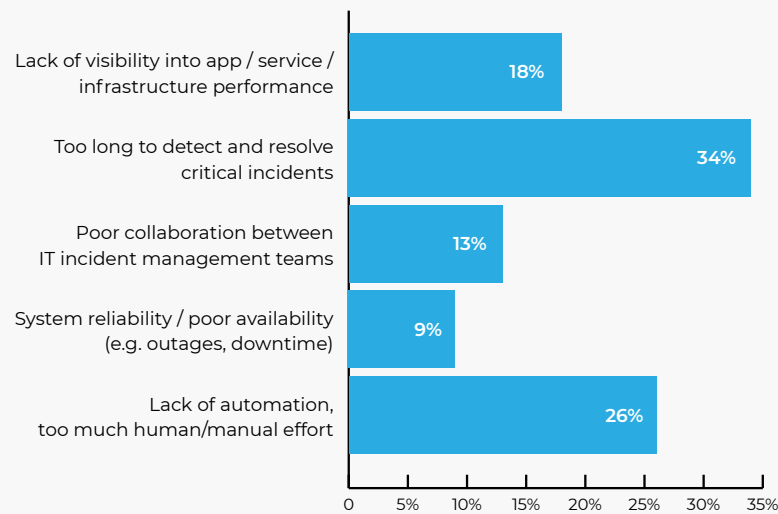 Lack of visibility into app / service /
infrastructure performance
18%
Too long to detect and resolve
critical incidents
34%
Poor collaboration between
IT incident management teams
13%
System reliability / poor availability
(e.g. outages, downtime)
9%
Lack of automation,
too much human/manual effort
26%
0 5% 10% 15% 20% 25% 30% 35%